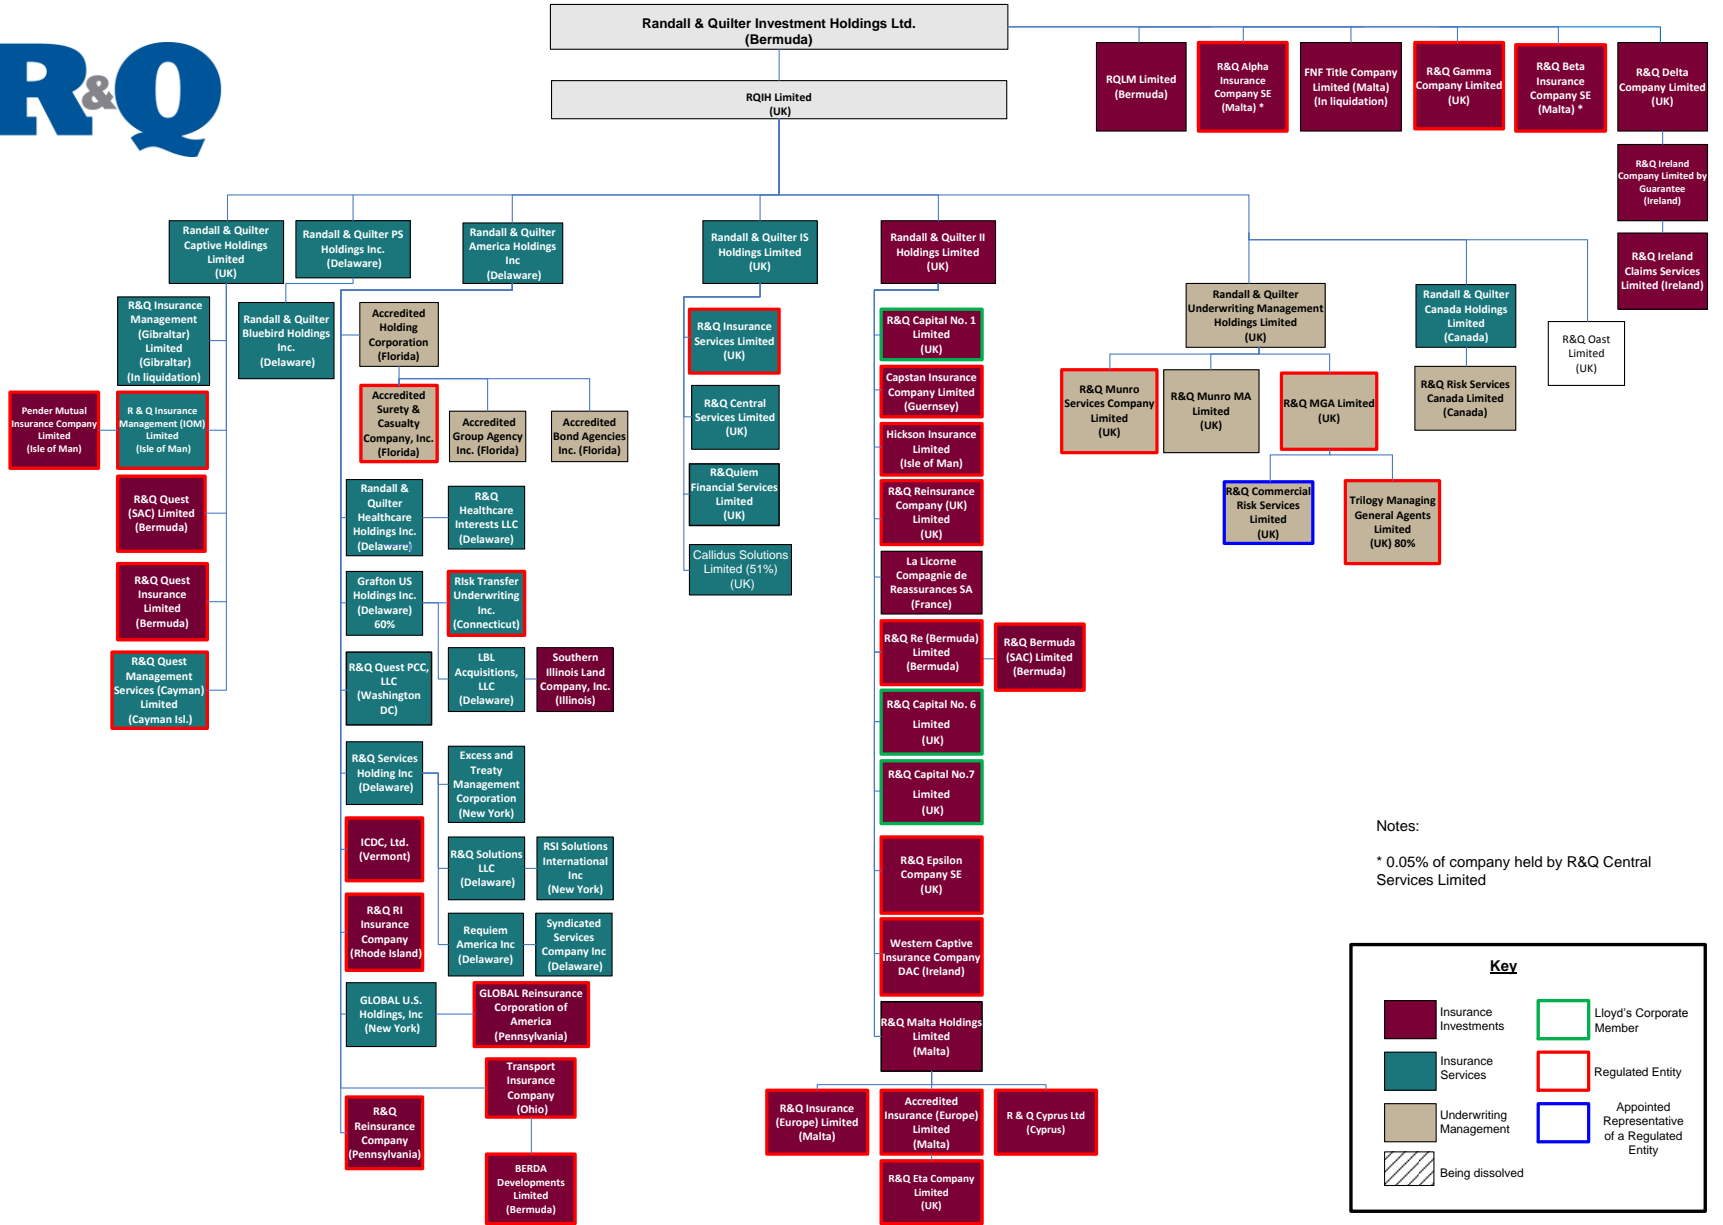 R&Q
Randall & Quilter Investment Holdings Ltd.
(Bermuda)
RQIH Limited
(UK)
RQLM Limited
(Bermuda)
R&Q Alpha
Insurance
Company SE
(Malta) *
FNF Title Company
Limited (Malta)
(In liquidation)
R&Q Gamma
Company Limited
(UK)
R&Q Beta
Insurance
Company SE
(Malta) *
R&Q Delta
Company Limited
(UK)
R&Q Ireland
Company Limited by
Guarantee
(Ireland)
R&Q Ireland
Claims Services
Limited (Ireland)
Randall & Quilter
Captive Holdings
Limited
(UK)
Randall & Quilter PS
Holdings Inc.
(Delaware)
Randall & Quilter
America Holdings
Inc
(Delaware)
Randall & Quilter IS
Holdings Limited
(UK)
Randall & Quilter II
Holdings Limited
(UK)
R&Q Insurance
Management
(Gibraltar)
Limited
(Gibraltar)
(In liquidation)
Pender Mutual
Insurance Company
Limited
(Isle of Man)
R & Q Insurance
Management (IOM)
Limited
(Isle of Man)
R&Q Quest
(SAC) Limited
(Bermuda)
R&Q Quest
Insurance
Limited
(Bermuda)
R&Q Quest
Management
Services (Cayman)
Limited
(Cayman Isl.)
Randall & Quilter
Bluebird Holdings
Inc.
(Delaware)
Accredited
Holding
Corporation
(Florida)
Accredited
Surety &
Casualty
Company, Inc.
(Florida)
Accredited
Group Agency
Inc. (Florida)
Accredited
Bond Agencies
Inc. (Florida)
Randall &
Quilter
Healthcare
Holdings Inc.
(Delaware)
R&Q
Healthcare
Interests LLC
(Delaware)
Grafton US
Holdings Inc.
(Delaware)
60%
RIsk Transfer
Underwriting
Inc.
(Connecticut)
R&Q Quest PCC,
LLC
(Washington
DC)
LBL
Acquisitions,
LLC
(Delaware)
Southern
Illinois Land
Company, Inc.
(Illinois)
R&Q Services
Holding Inc
(Delaware)
Excess and
Treaty
Management
Corporation
(New York)
ICDC, Ltd.
(Vermont)
R&Q Solutions
LLC
(Delaware)
RSI Solutions
International
Inc
(New York)
R&Q RI
Insurance
Company
(Rhode Island)
Requiem
America Inc
(Delaware)
Syndicated
Services
Company Inc
(Delaware)
GLOBAL U.S.
Holdings, Inc
(New York)
GLOBAL Reinsurance
Corporation of
America
(Pennsylvania)
Transport
Insurance
Company
(Ohio)
R&Q
Reinsurance
Company
(Pennsylvania)
BERDA
Developments
Limited
(Bermuda)
R&Q Insurance
Services Limited
(UK)
R&Q Central
Services Limited
(UK)
R&Quiem
Financial Services
Limited
(UK)
Callidus Solutions
Limited (51%)
(UK)
R&Q Capital No. 1
Limited
(UK)
Capstan Insurance
Company Limited
(Guernsey)
Hickson Insurance
Limited
(Isle of Man)
R&Q Reinsurance
Company (UK)
Limited
(UK)
La Licorne
Compagnie de
Reassurances SA
(France)
R&Q Re (Bermuda)
Limited
(Bermuda)
R&Q Bermuda
(SAC) Limited
(Bermuda)
R&Q Capital No. 6
Limited
(UK)
R&Q Capital No.7
Limited
(UK)
R&Q Epsilon
Company SE
(UK)
Western Captive
Insurance Company
DAC (Ireland)
R&Q Malta Holdings
Limited
(Malta)
R&Q Insurance
(Europe) Limited
(Malta)
Accredited
Insurance (Europe)
Limited
(Malta)
R & Q Cyprus Ltd
(Cyprus)
R&Q Eta Company
Limited
(UK)
Randall & Quilter
Underwriting Management
Holdings Limited
(UK)
Randall & Quilter
Canada Holdings
Limited
(Canada)
R&Q Oast
Limited
(UK)
R&Q Munro
Services Company
Limited
(UK)
R&Q Munro MA
Limited
(UK)
R&Q MGA Limited
(UK)
R&Q Risk Services
Canada Limited
(Canada)
R&Q Commercial
Risk Services
Limited
(UK)
Trilogy Managing
General Agents
Limited
(UK) 80%
Notes:
* 0.05% of company held by R&Q Central
Services Limited
Key
Insurance
Investments
Lloyd's Corporate
Member
Insurance
Services
Regulated Entity
Underwriting
Management
Appointed
Representative
of a Regulated
Entity
Being dissolved